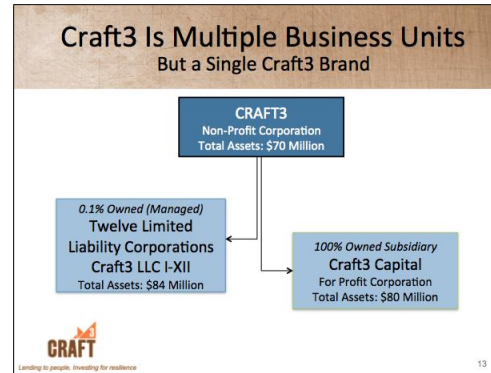 Craft3 Is Multiple Business Units
But a Single Craft3 Brand
CRAFT3
Non-Profit Corporation
Total Assets: $70 Million
0.1% Owned (Managed)
Twelve Limited
Liability Corporations
Craft3 LLC I-XII
Total Assets: $84 Million
100% Owned Subsidiary
Craft3 Capital
For Profit Corporation
Total Assets: $80 Million
CRAFT
Lending to people, Investing for resilience
13